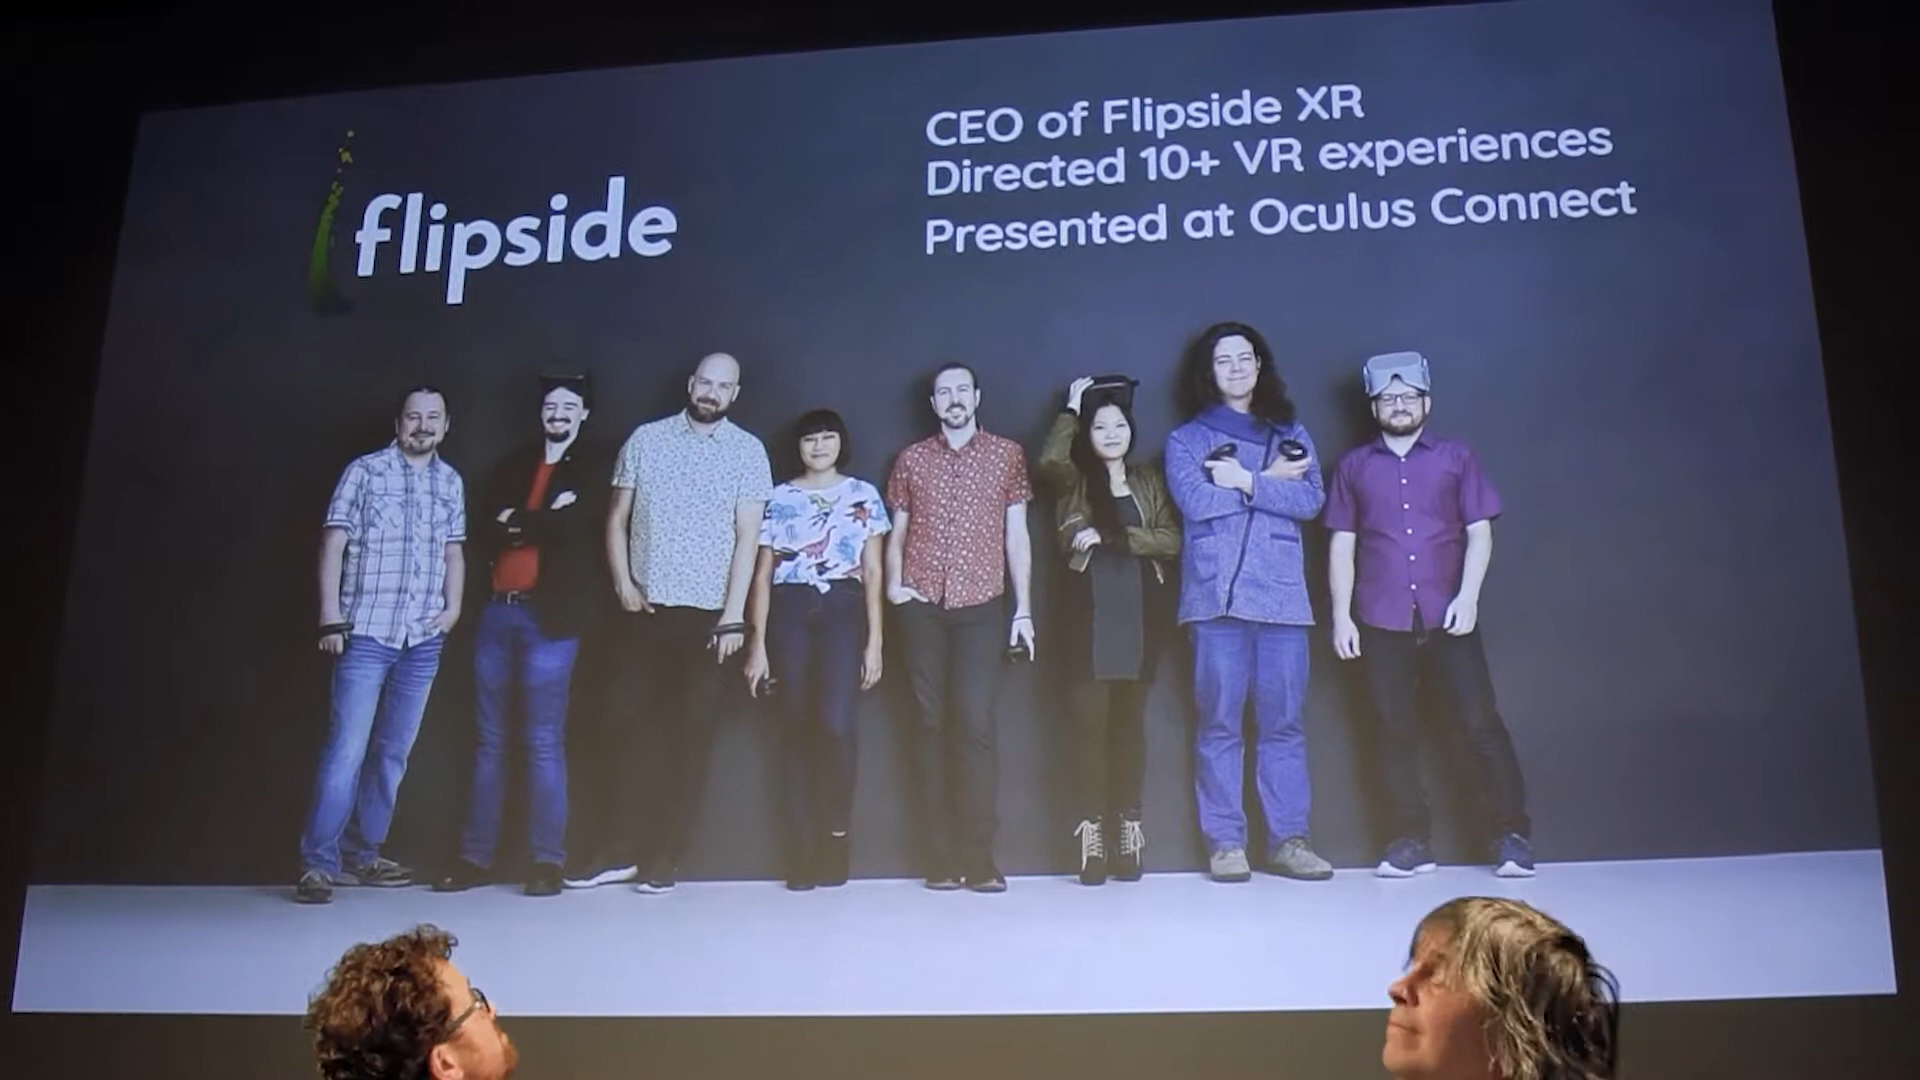 flipside
CEO of Flipside XR
Directed 10+ VR experiences
Presented at Oculus Connect